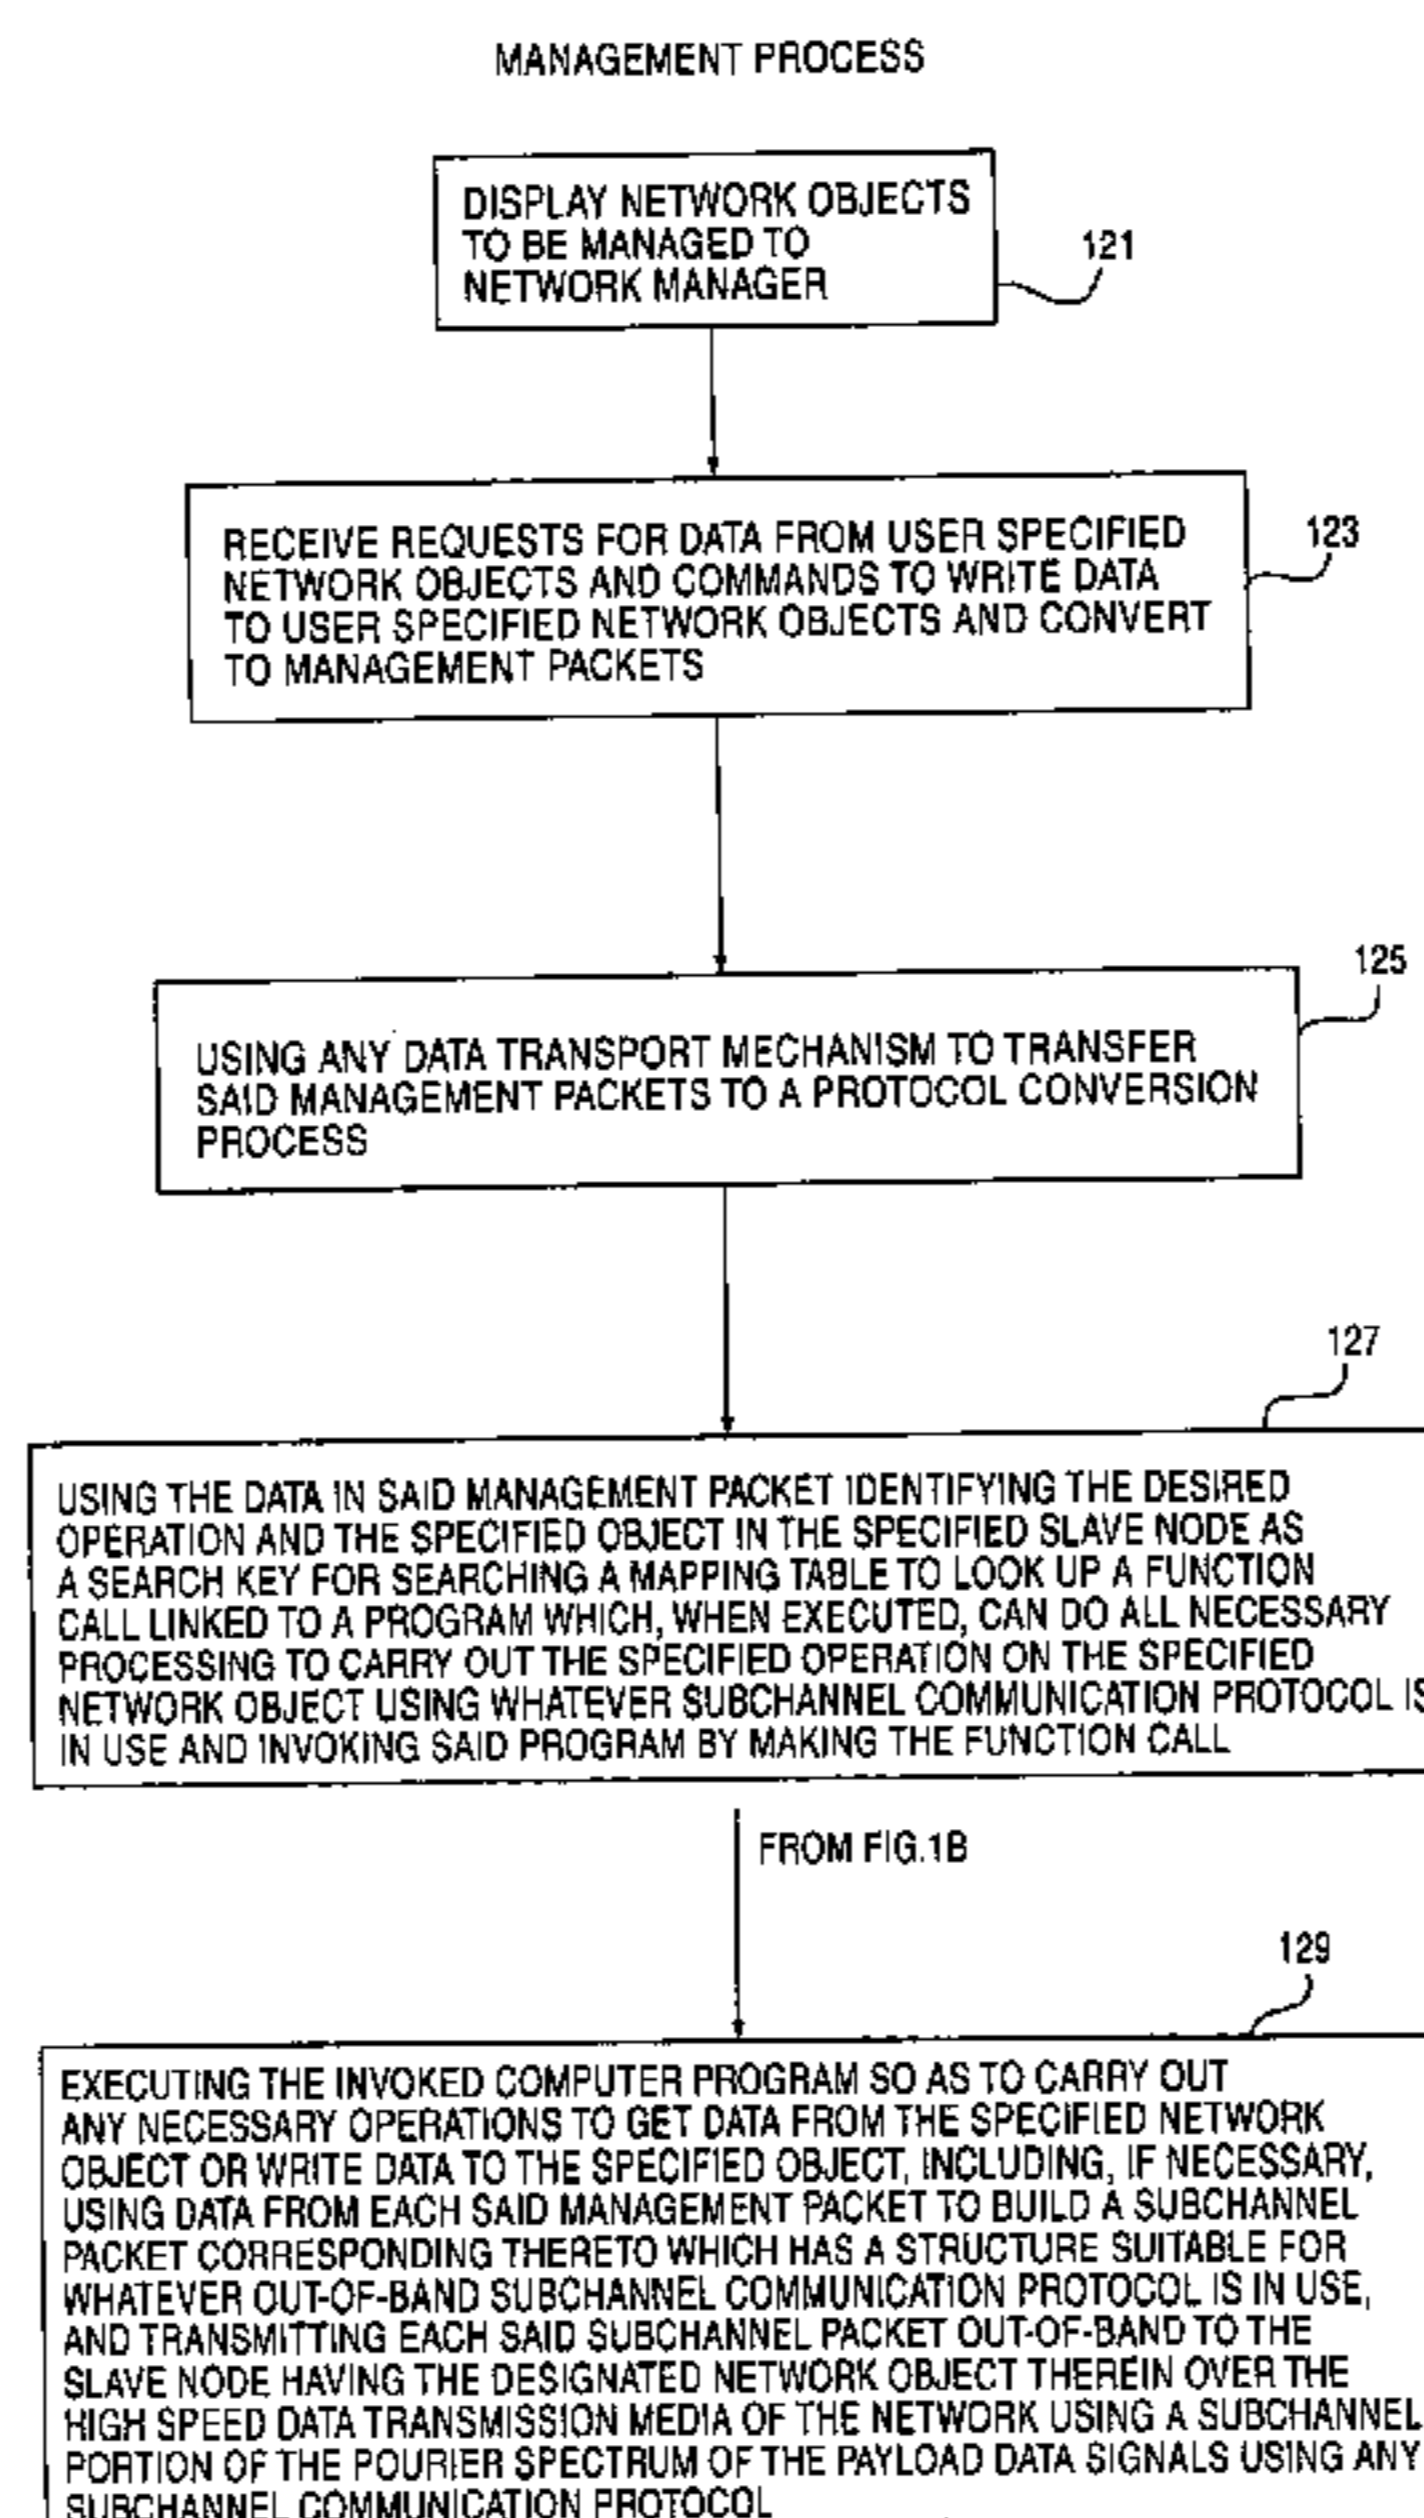 MANAGEMENT PROCESS
DISPLAY NETWORK OBJECTS
TO BE MANAGED TO
NETWORK MANAGER
121
RECEIVE REQUESTS FOR DATA FROM USER SPECIFIED
NETWORK OBJECTS AND COMMANDS TO WRITE DATA
TO USER SPECIFIED NETWORK OBJECTS AND CONVERT
TO MANAGEMENT PACKETS
123
125
USING ANY DATA TRANSPORT MECHANISM TO TRANSFER
SAID MANAGEMENT PACKETS TO A PROTOCOL CONVERSION
PROCESS
127
USING THE DATA IN SAID MANAGEMENT PACKET IDENTIFYING THE DESIRED
OPERATION AND THE SPECIFIED OBJECT IN THE SPECIFIED SLAVE NODE AS
A SEARCH KEY FOR SEARCHING A MAPPING TABLE TO LOOK UP A FUNCTION
CALL LINKED TO A PROGRAM WHICH, WHEN EXECUTED, CAN DO ALL NECESSARY
PROCESSING TO CARRY OUT THE SPECIFIED OPERATION ON THE SPECIFIED
NETWORK OBJECT USING WHATEVER SUBCHANNEL COMMUNICATION PROTOCOL IS
IN USE AND INVOKING SAID PROGRAM BY MAKING THE FUNCTION CALL
FROM FIG.1B
129
EXECUTING THE INVOKED COMPUTER PROGRAM SO AS TO CARRY OUT
ANY NECESSARY OPERATIONS TO GET DATA FROM THE SPECIFIED NETWORK
OBJECT OR WRITE DATA TO THE SPECIFIED OBJECT, INCLUDING, IF NECESSARY,
USING DATA FROM EACH SAID MANAGEMENT PACKET TO BUILD A SUBCHANNEL
PACKET CORRESPONDING THERETO WHICH HAS A STRUCTURE SUITABLE FOR
WHATEVER OUT-OF-BAND SUBCHANNEL COMMUNICATION PROTOCOL IS IN USE,
AND TRANSMITTING EACH SAID SUBCHANNEL PACKET OUT-OF-BAND TO THE
SLAVE NODE HAVING THE DESIGNATED NETWORK OBJECT THEREIN OVER THE
HIGH SPEED DATA TRANSMISSION MEDIA OF THE NETWORK USING A SUBCHANNEL
PORTION OF THE POURIER SPECTRUM OF THE PAYLOAD DATA SIGNALS USING ANY
SUBCHANNEL COMMUNICATION PROTOCOL